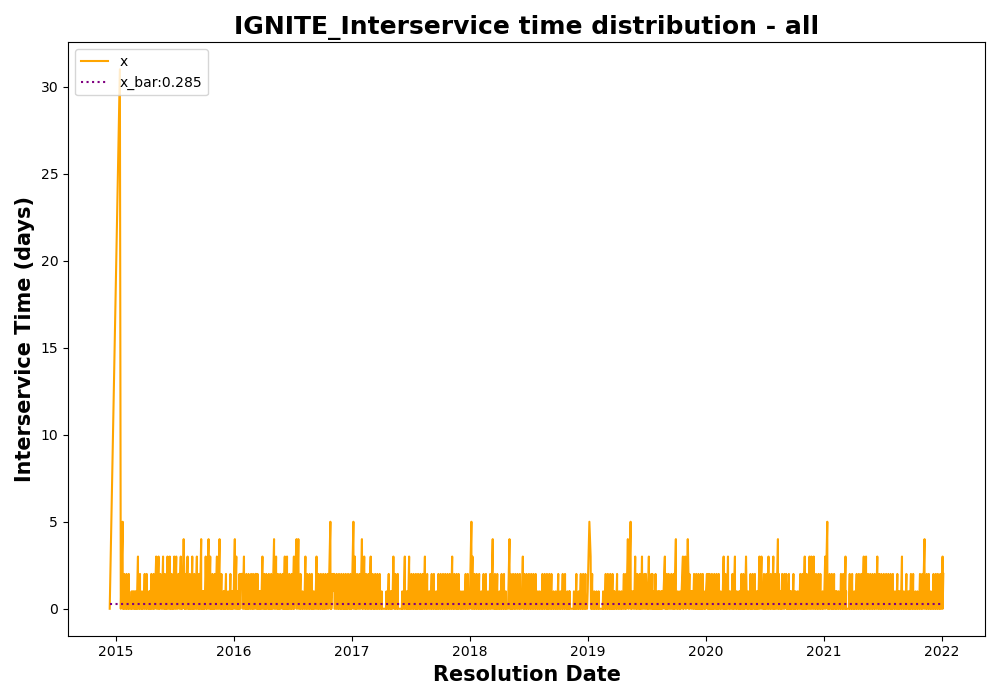 IGNITE_Interservice time distribution - all
x
x_bar:0.285
Interservice Time (days)
30
25
20
15
10
5
0
2015 2016 2017 2018 2019 2020 2021 2022
Resolution Date